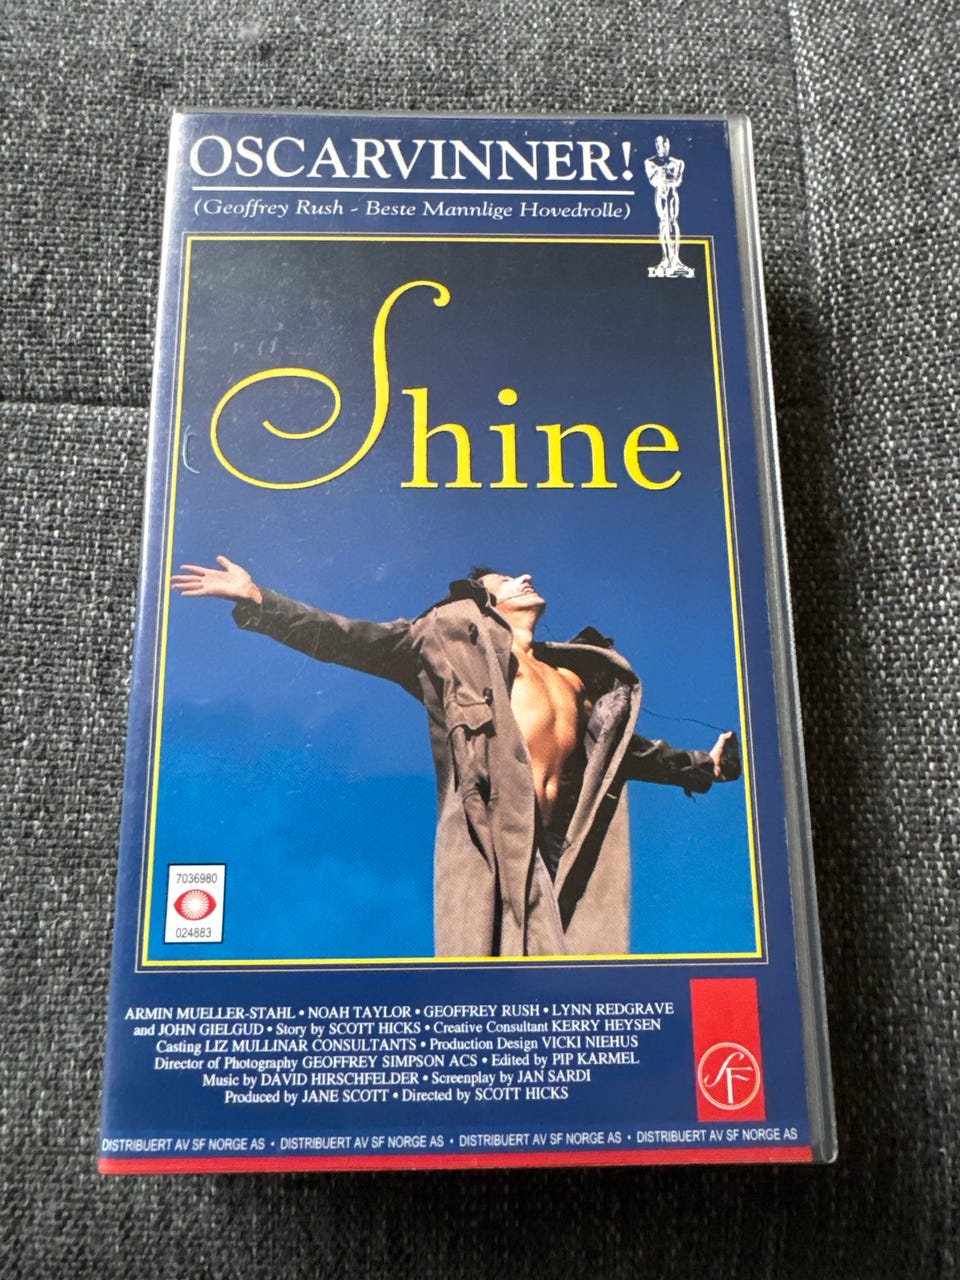 OSCARVINNER!
(Geoffrey Rush - Beste Mannlige Hovedrolle)
Shine
7036980
024883
ARMIN MUELLER-STAHL • NOAH TAYLOR • GEOFFREY RUSH • LYNN REDGRAVE
and JOHN GIELGUD • Story by SCOTT HICKS • Creative Consultant KERRY HEYSEN
Casting LIZ MULLINAR CONSULTANTS • Production Design VICKI NIEHUS
Director of Photography GEOFFREY SIMPSON ACS • Edited by PIP KARMEL
Music by DAVID HIRSCHFELDER • Screenplay by JAN SARDI
Produced by JANE SCOTT • Directed by SCOTT HICKS
SF
DISTRIBUERT AV SF NORGE AS • DISTRIBUERT AV SF NORGE AS • DISTRIBUERT AV SF NORGE AS • DISTRIBUERT AV SF NORGE AS